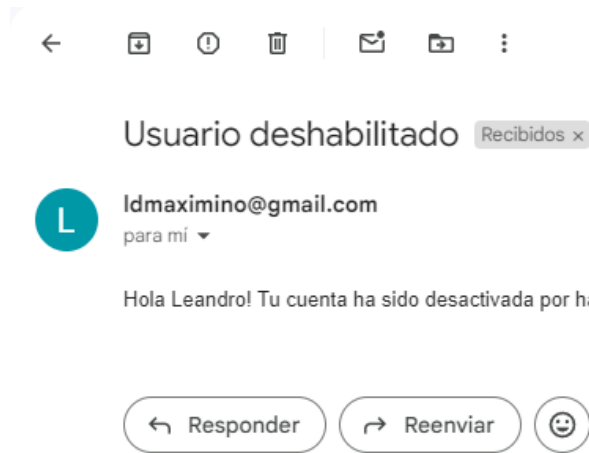 Usuario deshabilitado Recibidos x
L
ldmaximino@gmail.com
para mí
Hola Leandro! Tu cuenta ha sido desactivada por
Responder Reenviar